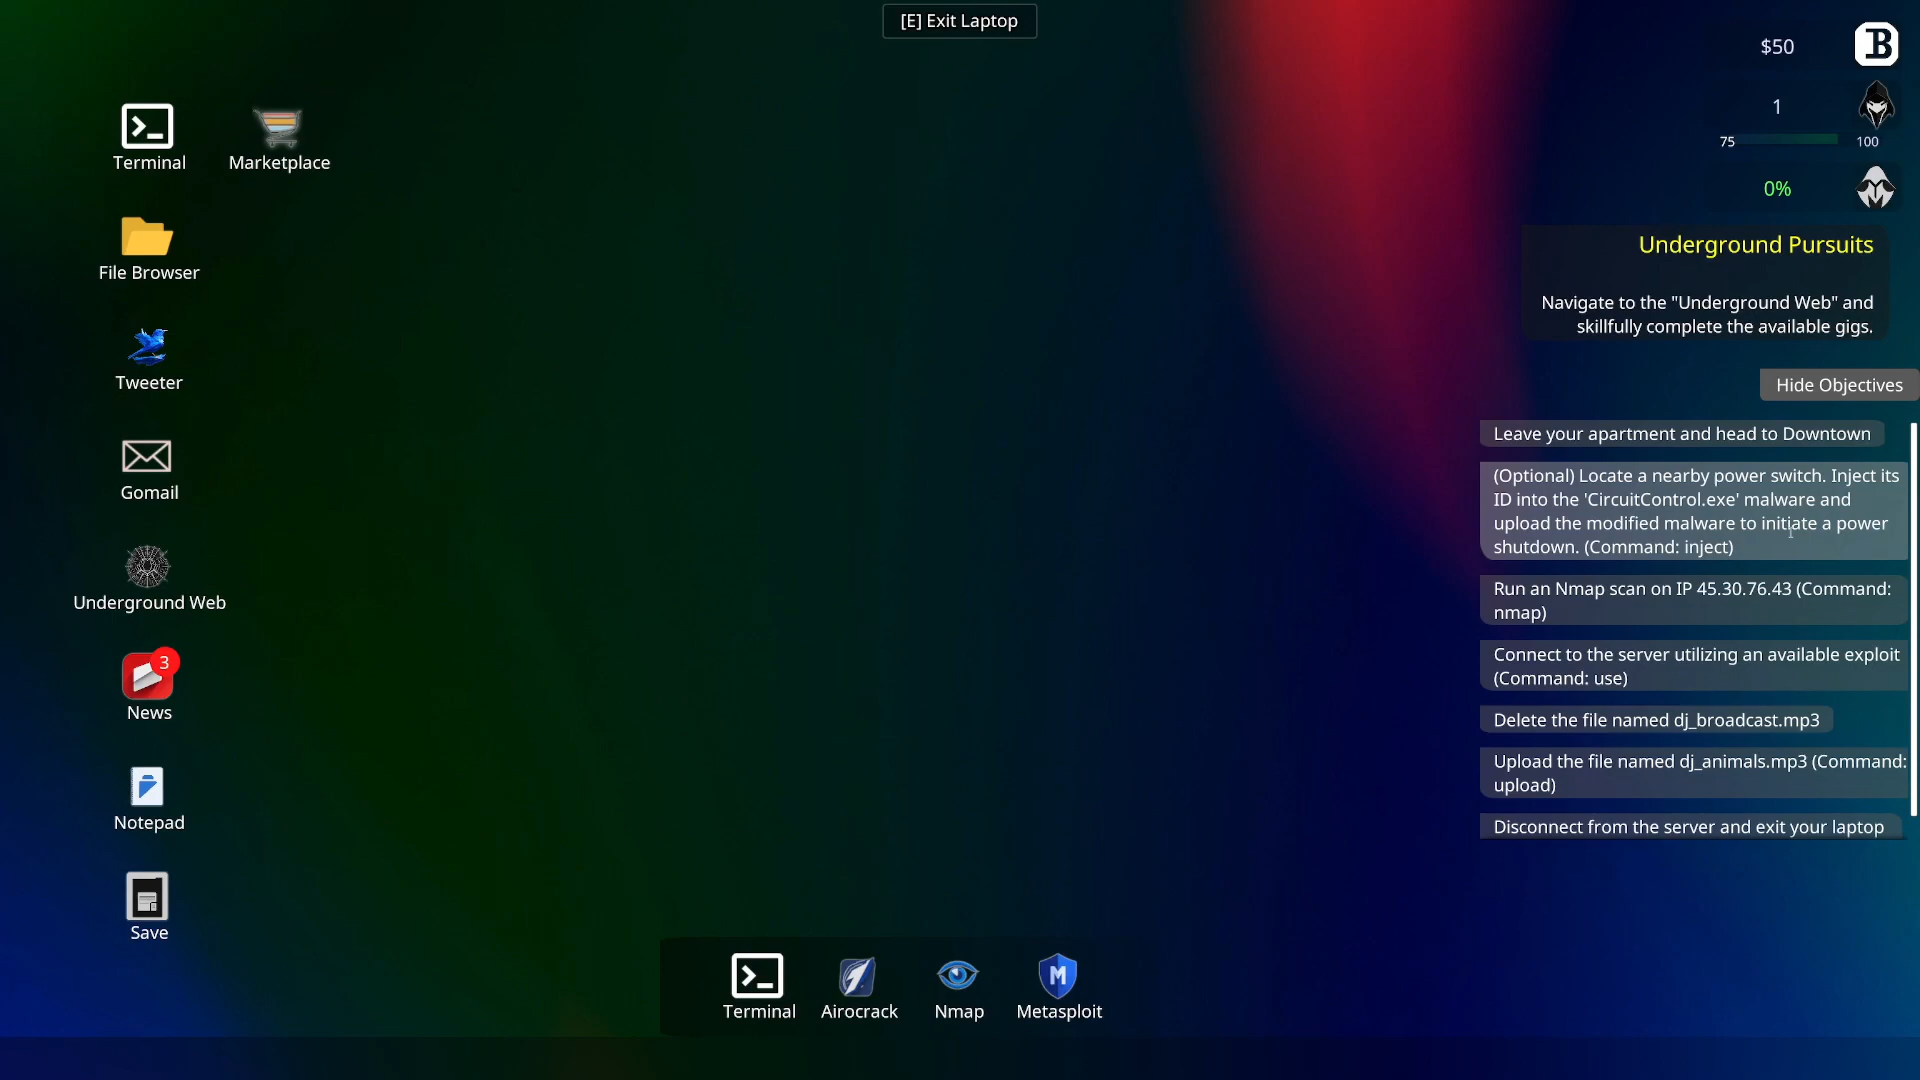 [E] Exit Laptop
$50
B
1
75
100
0%
Terminal
Marketplace
File Browser
Tweeter
Gomail
Underground Web
3
News
Notepad
Save
Underground Pursuits
Navigate to the "Underground Web" and
skillfully complete the available gigs.
Hide Objectives
Leave your apartment and head to Downtown
(Optional) Locate a nearby power switch. Inject its
ID into the 'CircuitControl.exe' malware and
upload the modified malware to initiate a power
shutdown. (Command: inject)
Run an Nmap scan on IP 45.30.76.43 (Command:
nmap)
Connect to the server utilizing an available exploit
(Command: use)
Delete the file named dj_broadcast.mp3
Upload the file named dj_animals.mp3 (Command:
upload)
Disconnect from the server and exit your laptop
M
Terminal
Airocrack
Nmap
Metasploit